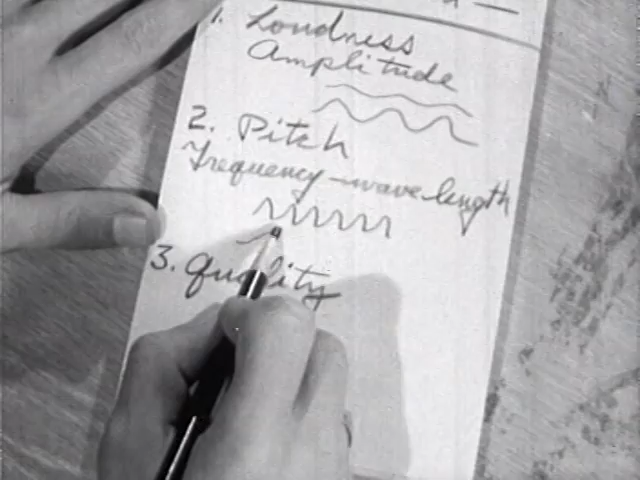 1. Loudness
Amplitude
2. Pitch
Frequency-wave length
3. Quality